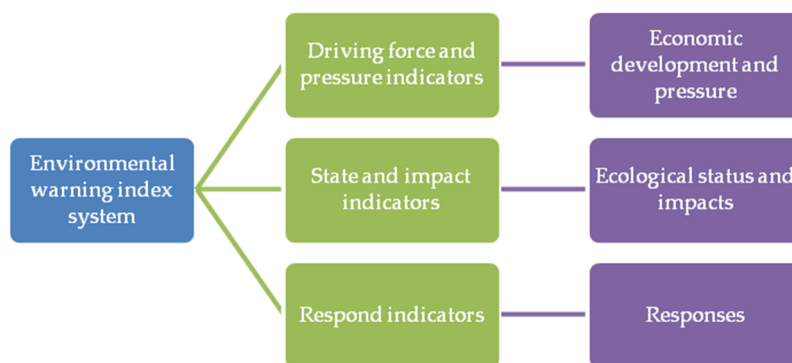 Driving force and
pressure indicators
Economic
development and
pressure
Environmental
warning index
system
State and impact
indicators
Ecological status and
impacts
Respond indicators
Responses